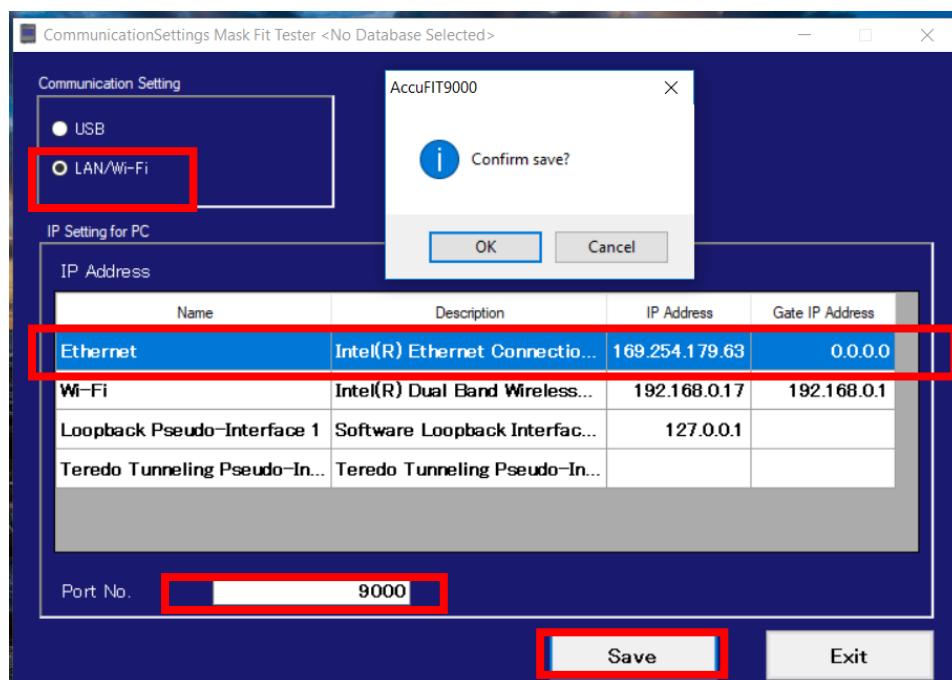 CommunicationSettings Mask Fit Tester <No Database Selected>
Communication Setting
USB
LAN/Wi-Fi
AccuFIT9000
Confirm save?
OK Cancel
IP Setting for PC
IP Address
Name Description IP Address Gate IP Address
Ethernet Intel(R) Ethernet Connectio... 169.254.179.63 0.0.0.0
Wi-Fi Intel(R) Dual Band Wireless... 192.168.0.17 192.168.0.1
Loopback Pseudo-Interface 1 Software Loopback Interfac... 127.0.0.1
Teredo Tunneling Pseudo-In... Teredo Tunneling Pseudo-In...
Port No. 9000
Save Exit